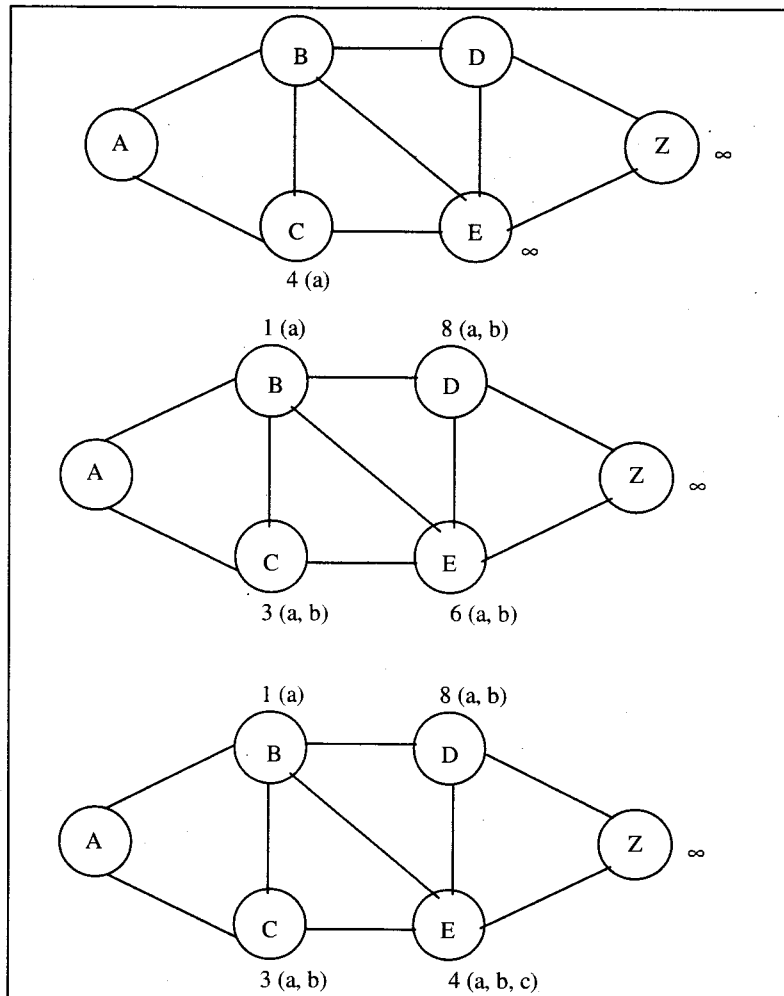 B D
A Z ∞
C E ∞
4 (a)
1 (a) 8 (a, b)
B D
A Z ∞
C E
3 (a, b) 6 (a, b)
1 (a) 8 (a, b)
B D
A Z ∞
C E
3 (a, b) 4 (a, b, c)